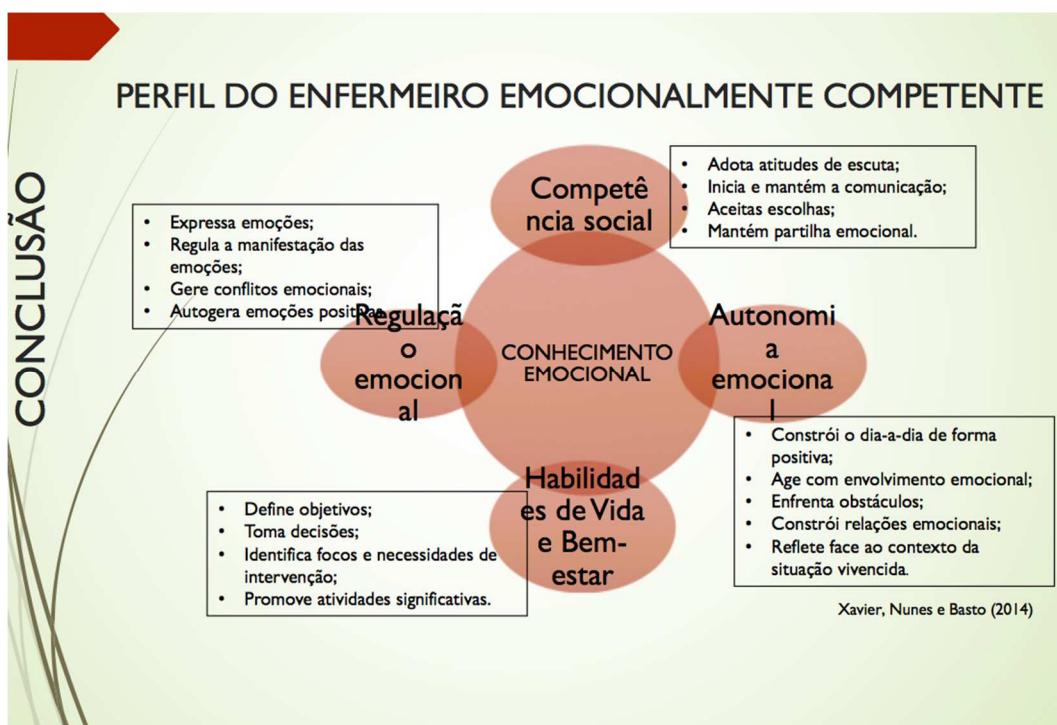 PERFIL DO ENFERMEIRO EMOCIONALMENTE COMPETENTE
CONCLUSÃO
Competê
ncia social
• Adota atitudes de escuta;
• Inicia e mantém a comunicação;
• Aceitas escolhas;
• Mantém partilha emocional.
• Expressa emoções;
• Regula a manifestação das
emoções;
• Gere conflitos emocionais;
• Autogera emoções positivas.
Regulaçã
o
emocion
al
CONHECIMENTO
EMOCIONAL
Autonomi
a
emociona
l
• Constrói o dia-a-dia de forma
positiva;
• Age com envolvimento emocional;
• Enfrenta obstáculos;
• Constrói relações emocionais;
• Reflete face ao contexto da
situação vivencida.
Habilidad
es de Vida
e Bem-
estar
• Define objetivos;
• Toma decisões;
• Identifica focos e necessidades de
intervenção;
• Promove atividades significativas.
Xavier, Nunes e Basto (2014)